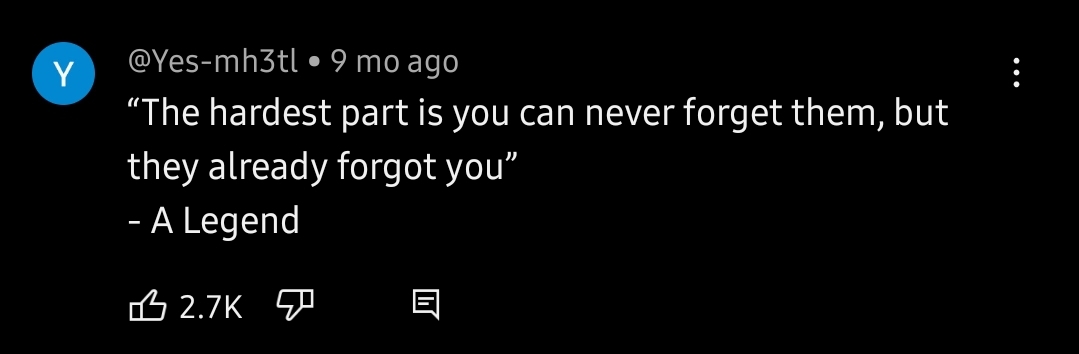 Y
@Yes-mh3tl • 9 mo ago
“The hardest part is you can never forget them, but
they already forgot you”
- A Legend
2.7K